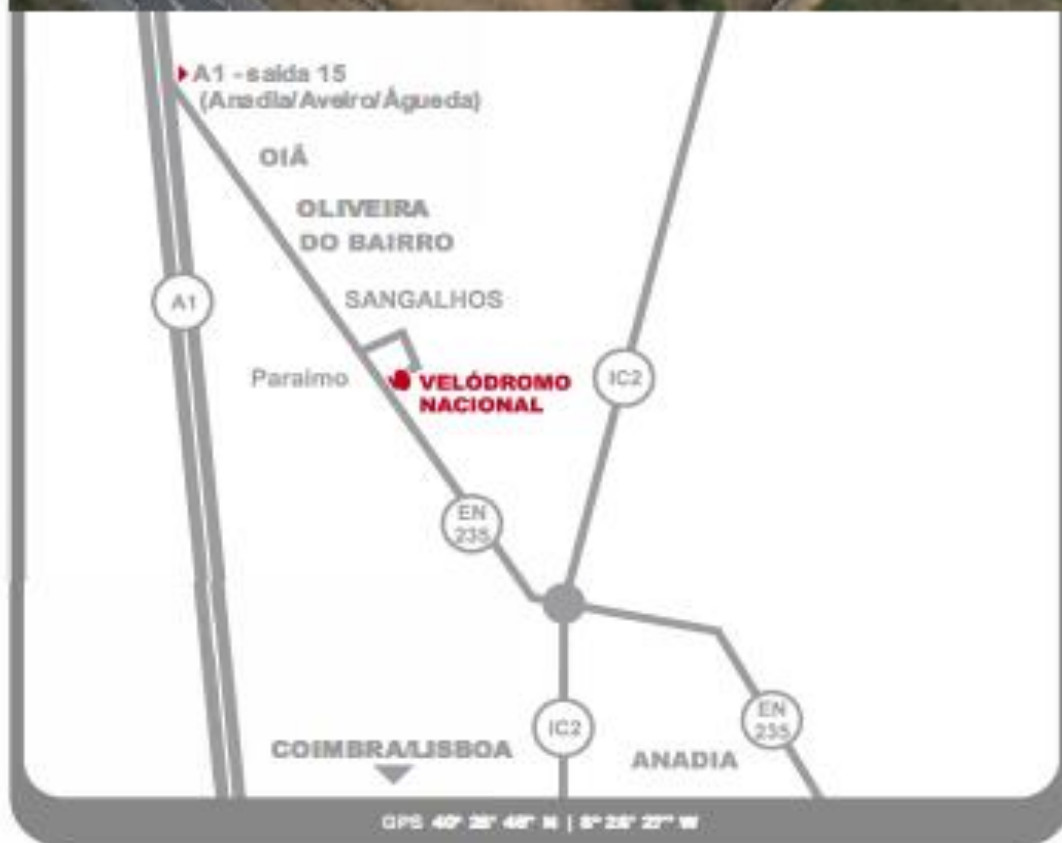 A1 - saída 15
(Anadia/Aveiro/Águeda)
OIÃ
OLIVEIRA
DO BAIRRO
A1
SANGALHOS
Paraimo
VELÓDROMO
NACIONAL
IC2
EN
235
EN
235
IC2
COIMBRA/LISBOA
ANADIA
GPS N | W